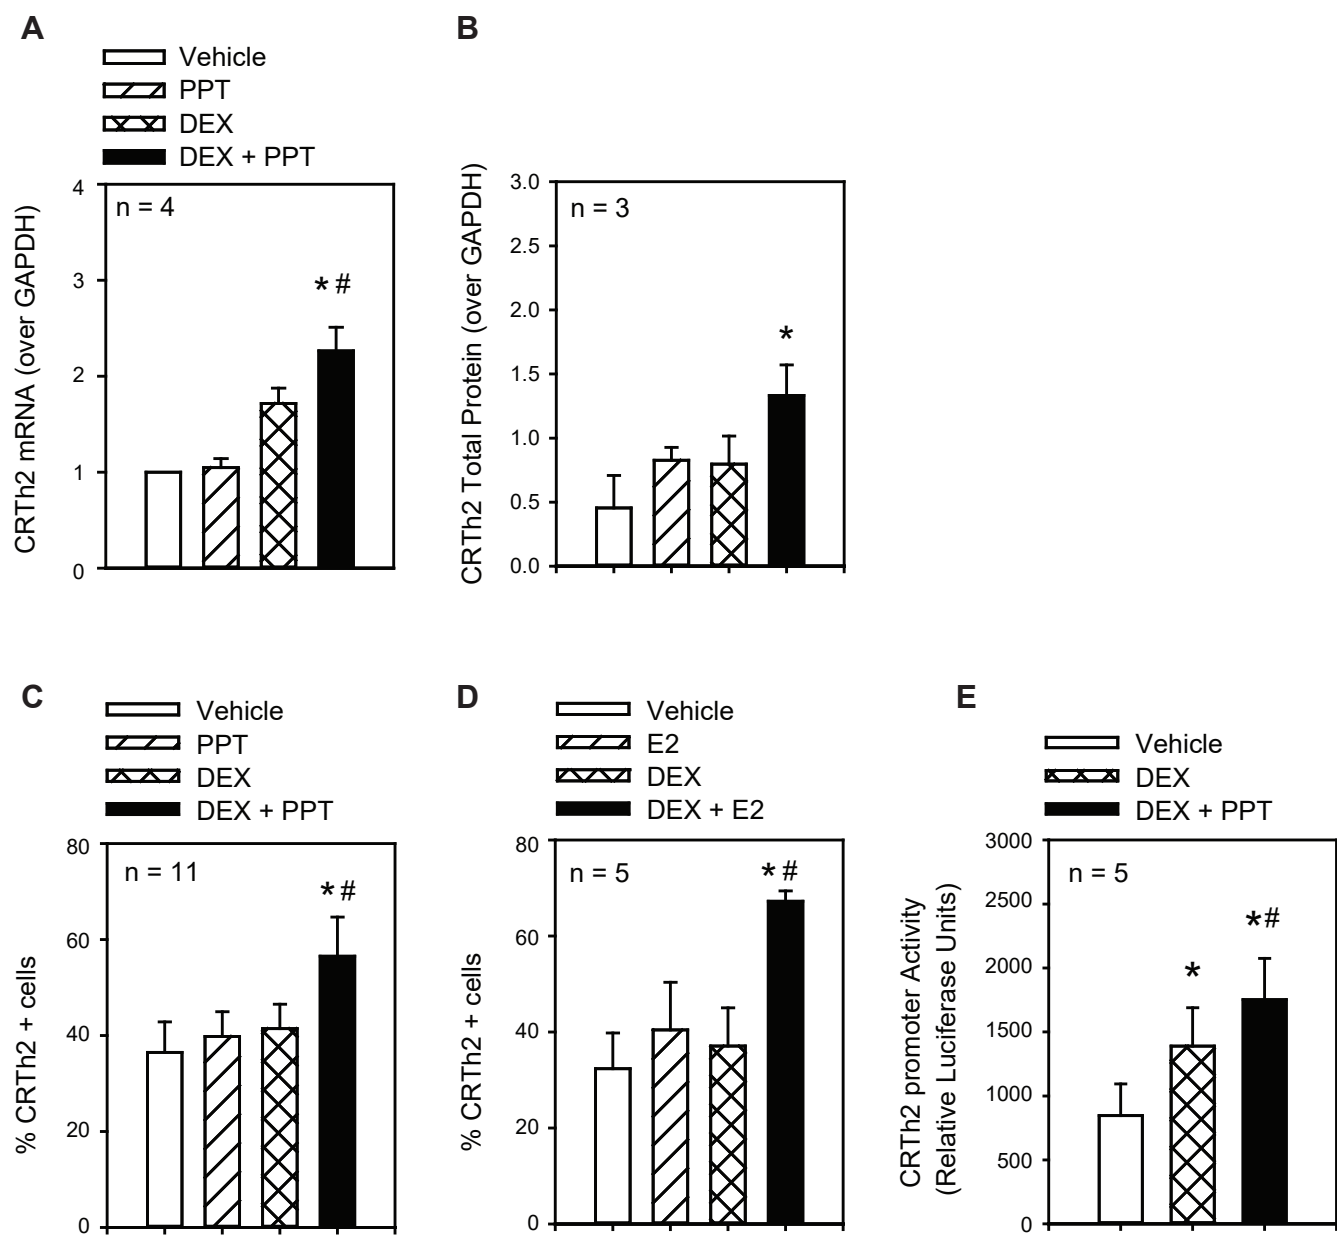 A
Vehicle
PPT
DEX
DEX + PPT
CRTh2 mRNA (over GAPDH)
4
3
2
1
0
n = 4
* #
B
CRTh2 Total Protein (over GAPDH)
3.0
2.5
2.0
1.5
1.0
0.5
0.0
n = 3
*
C
Vehicle
PPT
DEX
DEX + PPT
% CRTh2 + cells
80
60
40
20
0
n = 11
* #
D
Vehicle
E2
DEX
DEX + E2
% CRTh2 + cells
80
60
40
20
0
n = 5
* #
E
Vehicle
DEX
DEX + PPT
CRTh2 promoter Activity
(Relative Luciferase Units)
3000
2500
2000
1500
1000
500
0
n = 5
*
*#